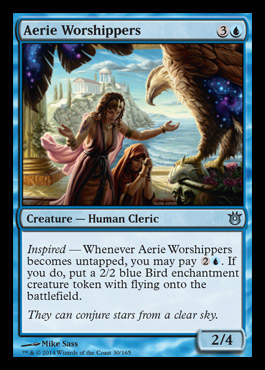 Aerie Worshippers 3
Creature — Human Cleric
Inspired — Whenever Aerie Worshippers
becomes untapped, you may pay 2. If
you do, put a 2/2 blue Bird enchantment
creature token with flying onto the
battlefield.
They can conjure stars from a clear sky.
Mike Sass
™ & © 2014 Wizards of the Coast 30/165
2/4